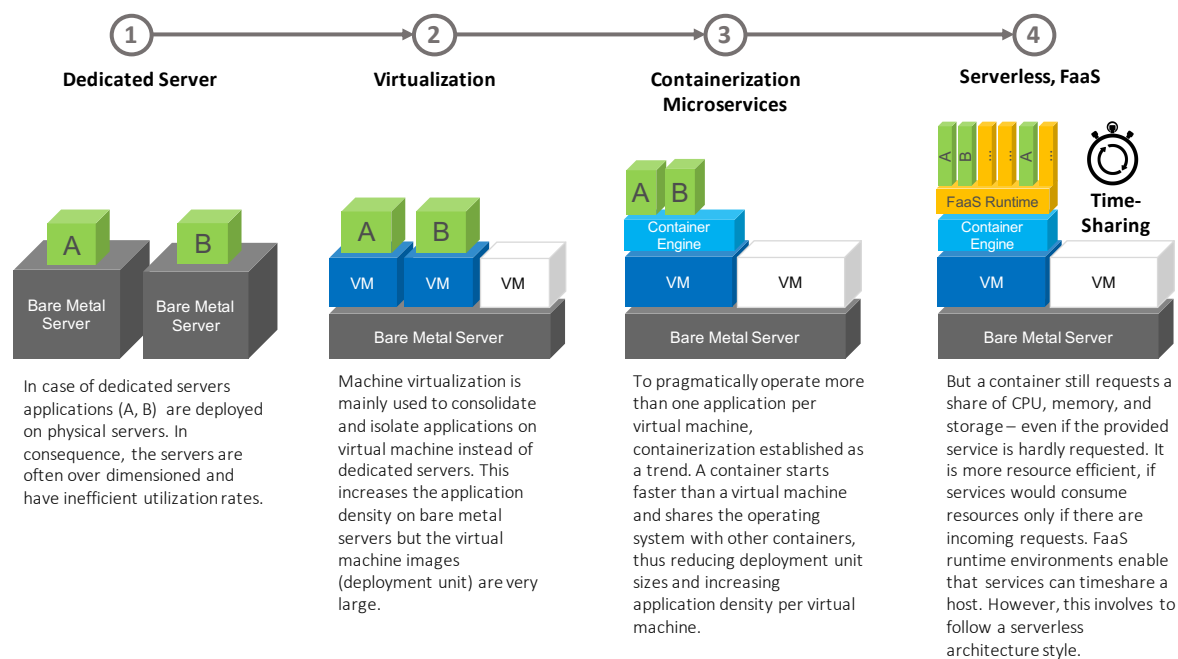 1
Dedicated Server
A
B
Bare Metal
Server
Bare Metal
Server
In case of dedicated servers
applications (A, B) are deployed
on physical servers. In
consequence, the servers are
often over dimensioned and
have inefficient utilization rates.
2
Virtualization
A
B
VM
VM
VM
Bare Metal Server
Machine virtualization is
mainly used to consolidate
and isolate applications on
virtual machine instead of
dedicated servers. This
increases the application
density on bare metal
servers but the virtual
machine images
(deployment unit) are very
large.
3
Containerization
Microservices
A
B
Container
Engine
VM
VM
Bare Metal Server
To pragmatically operate more
than one application per
virtual machine,
containerization established as
a trend. A container starts
faster than a virtual machine
and shares the operating
system with other containers,
thus reducing deployment unit
sizes and increasing
application density per virtual
machine.
4
Serverless, FaaS
A
B
...
...
A
...
FaaS Runtime
Container
Engine
Time-
Sharing
VM
VM
Bare Metal Server
But a container still requests a
share of CPU, memory, and
storage – even if the provided
service is hardly requested. It
is more resource efficient, if
services would consume
resources only if there are
incoming requests. FaaS
runtime environments enable
that services can timeshare a
host. However, this involves to
follow a serverless
architecture style.